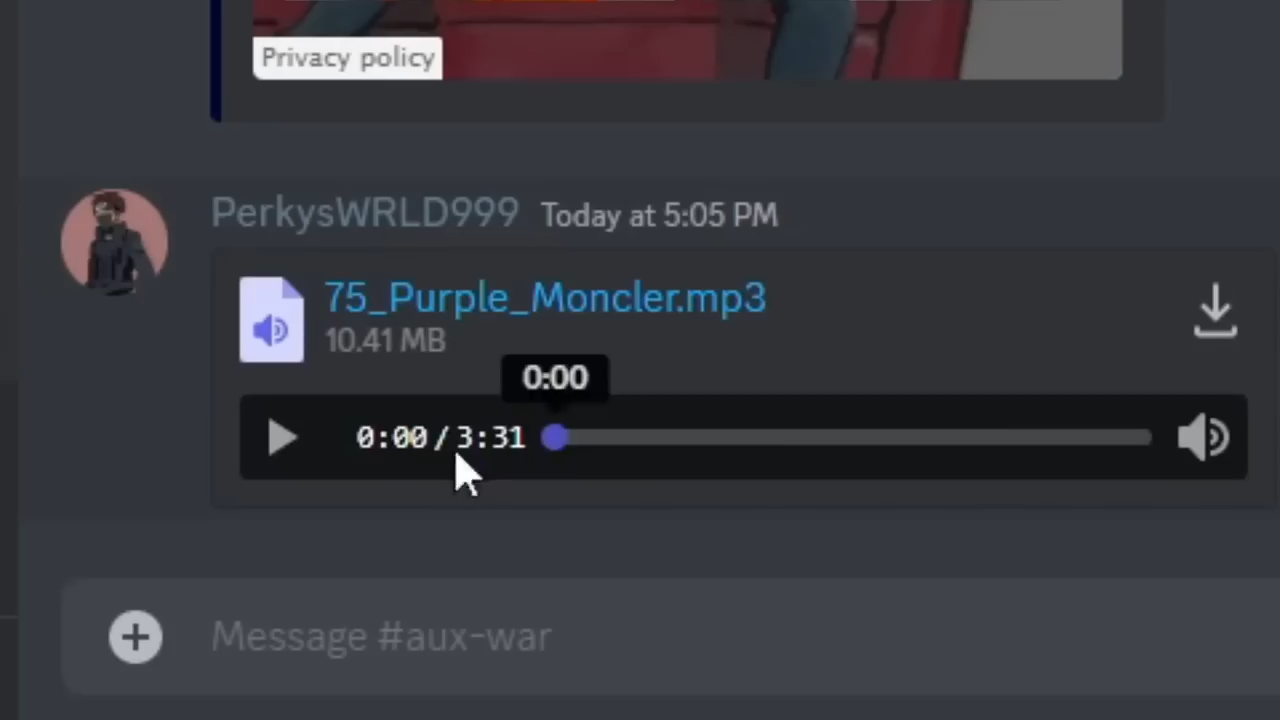 Privacy policy
PerkysWRLD999 Today at 5:05 PM
75_Purple_Moncler.mp3
10.41 MB
0:00
0:00 / 3:31
Message #aux-war